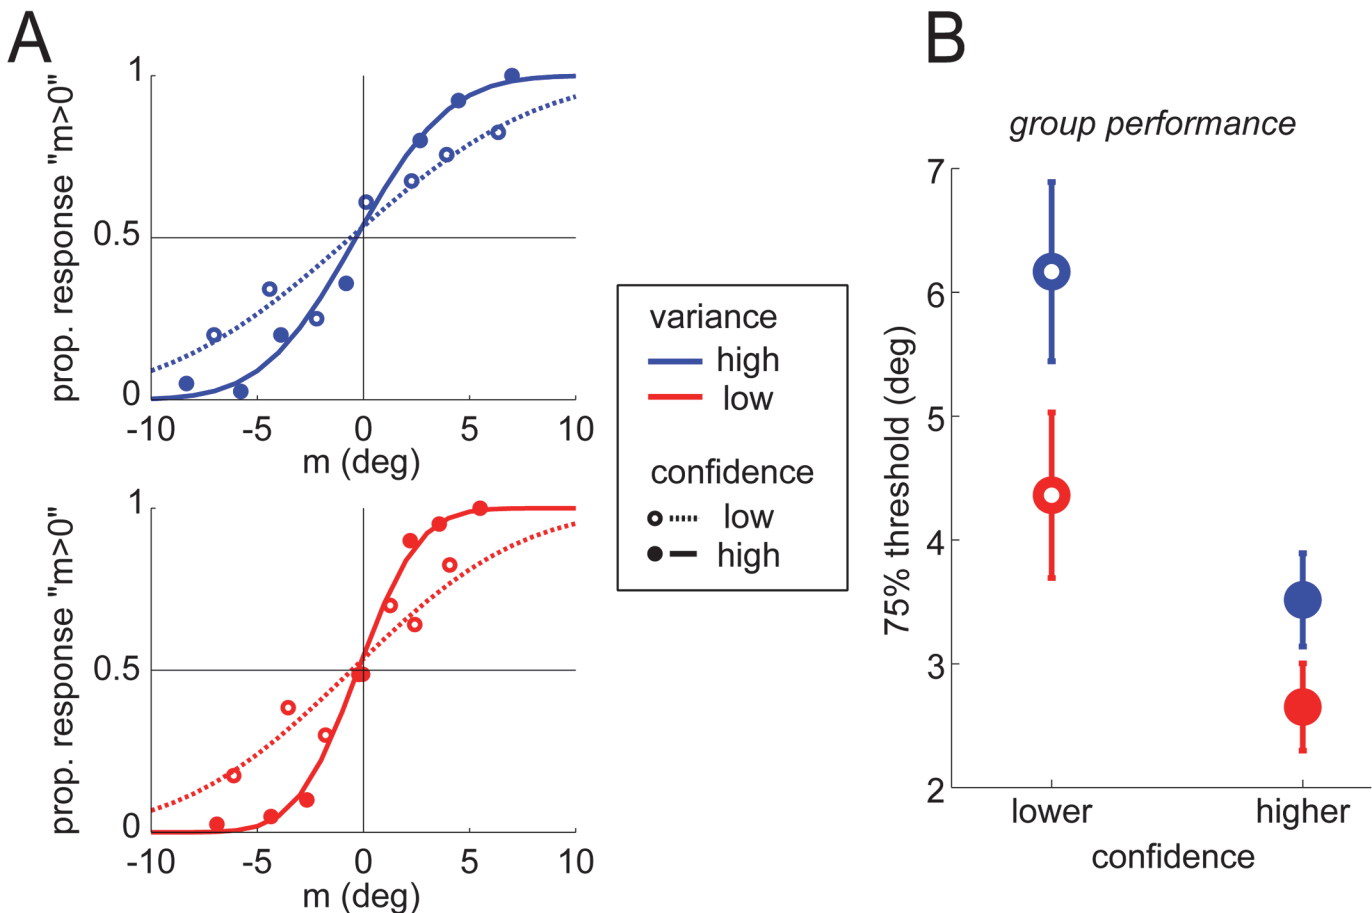 A
prop. response "m>0"
1
0.5
0
-10 -5 0 5 10
m (deg)
prop. response "m>0"
1
0.5
0
-10 -5 0 5 10
m (deg)
variance
high
low
confidence
low
high
B
group performance
75% threshold (deg)
7
6
5
4
3
2
lower higher
confidence